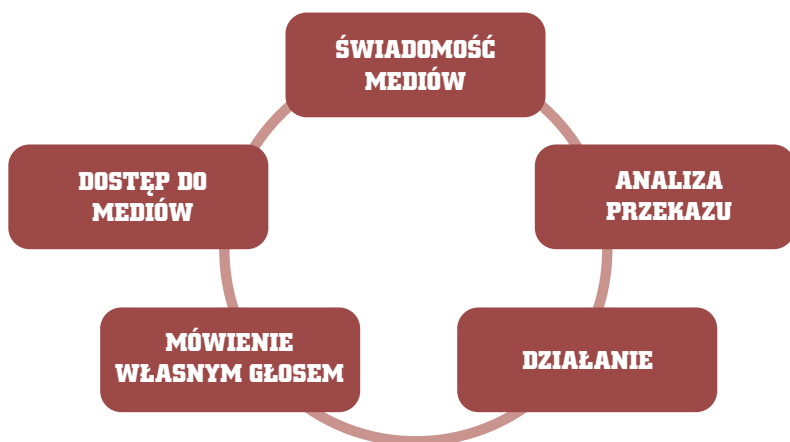 ŚWIADOMOŚĆ
MEDIÓW
DOSTĘP DO
MEDIÓW
ANALIZA
PRZEKAZU
MÓWIENIE
WŁASNYM GŁOSEM
DZIAŁANIE